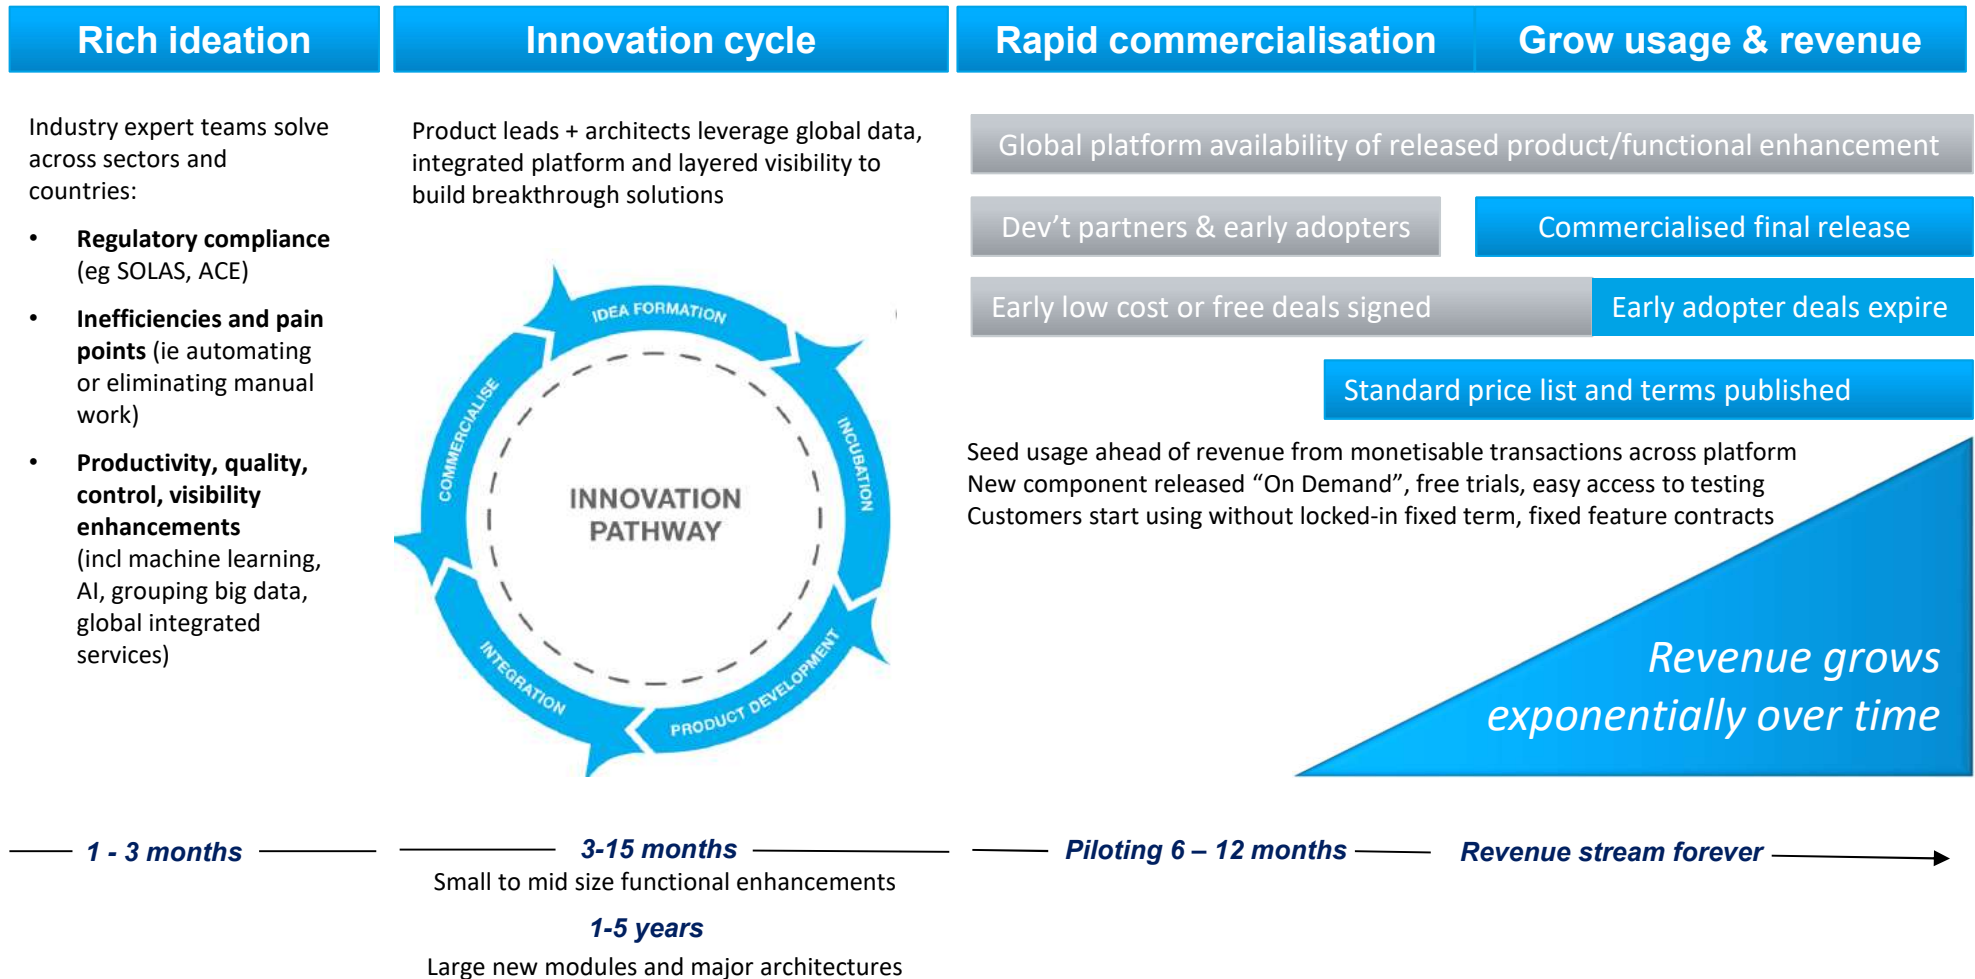 Rich ideation
Innovation cycle
Rapid commercialisation
Grow usage & revenue
Industry expert teams solve
across sectors and
countries:
• Regulatory compliance
(eg SOLAS, ACE)
• Inefficiencies and pain
points (ie automating
or eliminating manual
work)
• Productivity, quality,
control, visibility
enhancements
(incl machine learning,
AI, grouping big data,
global integrated
services)
Product leads + architects leverage global data,
integrated platform and layered visibility to
build breakthrough solutions
IDEA FORMATION
INCUBATION
PRODUCT DEVELOPMENT
INTEGRATION
COMMERCIALISE
INNOVATION
PATHWAY
Global platform availability of released product/functional enhancement
Dev’t partners & early adopters
Commercialised final release
Early low cost or free deals signed
Early adopter deals expire
Standard price list and terms published
Seed usage ahead of revenue from monetisable transactions across platform
New component released “On Demand”, free trials, easy access to testing
Customers start using without locked-in fixed term, fixed feature contracts
Revenue grows
exponentially over time
1 - 3 months
3-15 months
Small to mid size functional enhancements
1-5 years
Large new modules and major architectures
Piloting 6 – 12 months
Revenue stream forever